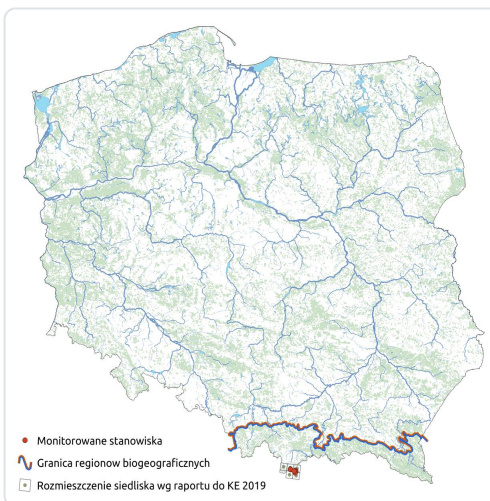 Monitorowane stanowiska
Granica regionow biogeograficznych
Rozmieszczenie siedliska wg raportu do KE 2019